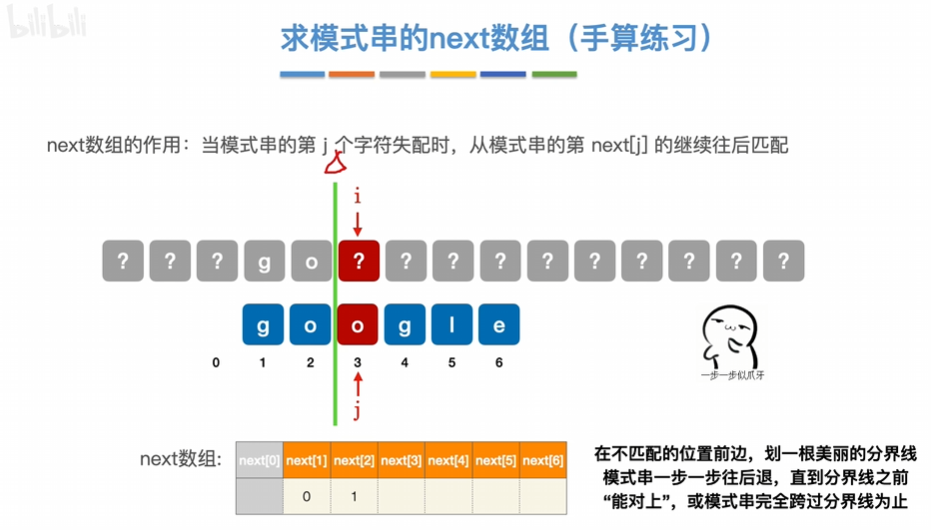 bilibili
求模式串的next数组（手算练习）
next数组的作用：当模式串的第 j 个字符失配时，从模式串的第 next[j] 的继续往后匹配
i
? ? ? g o ? ? ? ? ? ? ? ? ? ?
g o o g l e
0 1 2 3 4 5 6
j
一步一步似爪牙
next数组:
next[0] next[1] next[2] next[3] next[4] next[5] next[6]
0 1
在不匹配的位置前边，划一根美丽的分界线
模式串一步一步往后退，直到分界线之前
“能对上”，或模式串完全跨过分界线为止